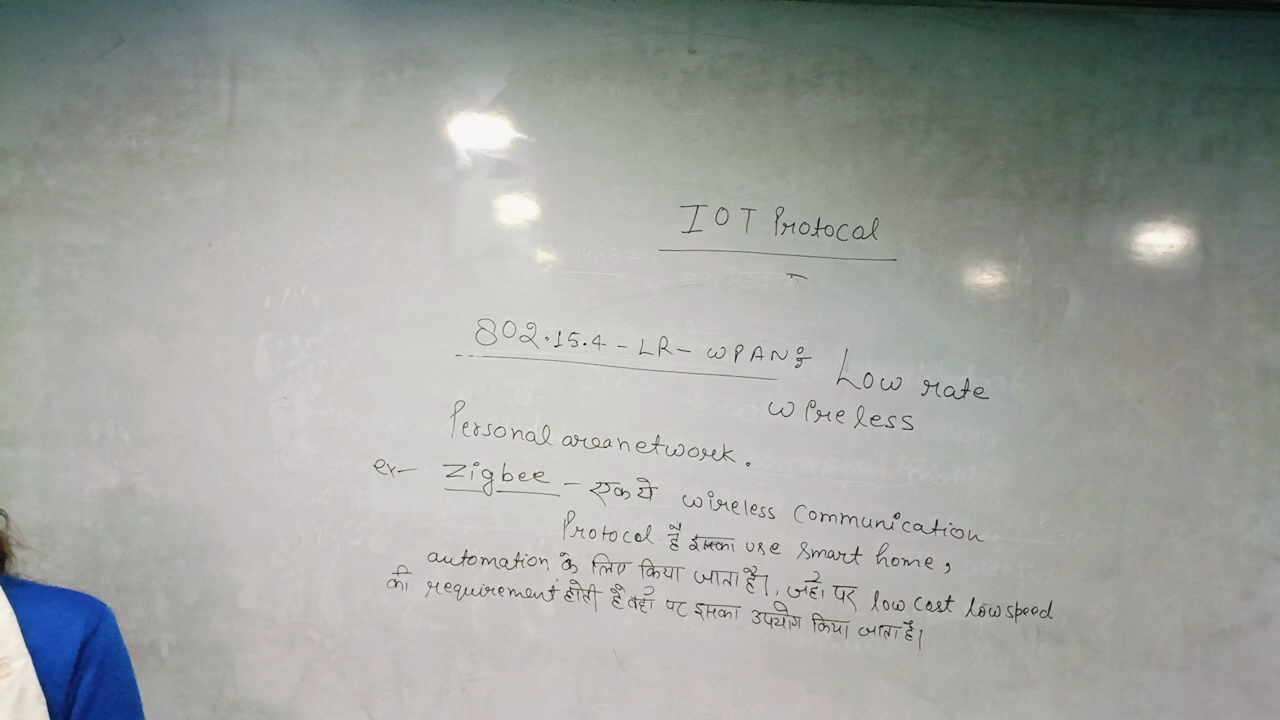 IOT Protocal
802.15.4 - LR - WPAN : Low rate
wireless
Personal area network.
ex- Zigbee - एक ये wireless communication
Protocol है इसका use smart home,
automation के लिए किया जाता है। जहाँ पर low cost low speed
की requirement होती है वहाँ पर इसका उपयोग किया जाता है।